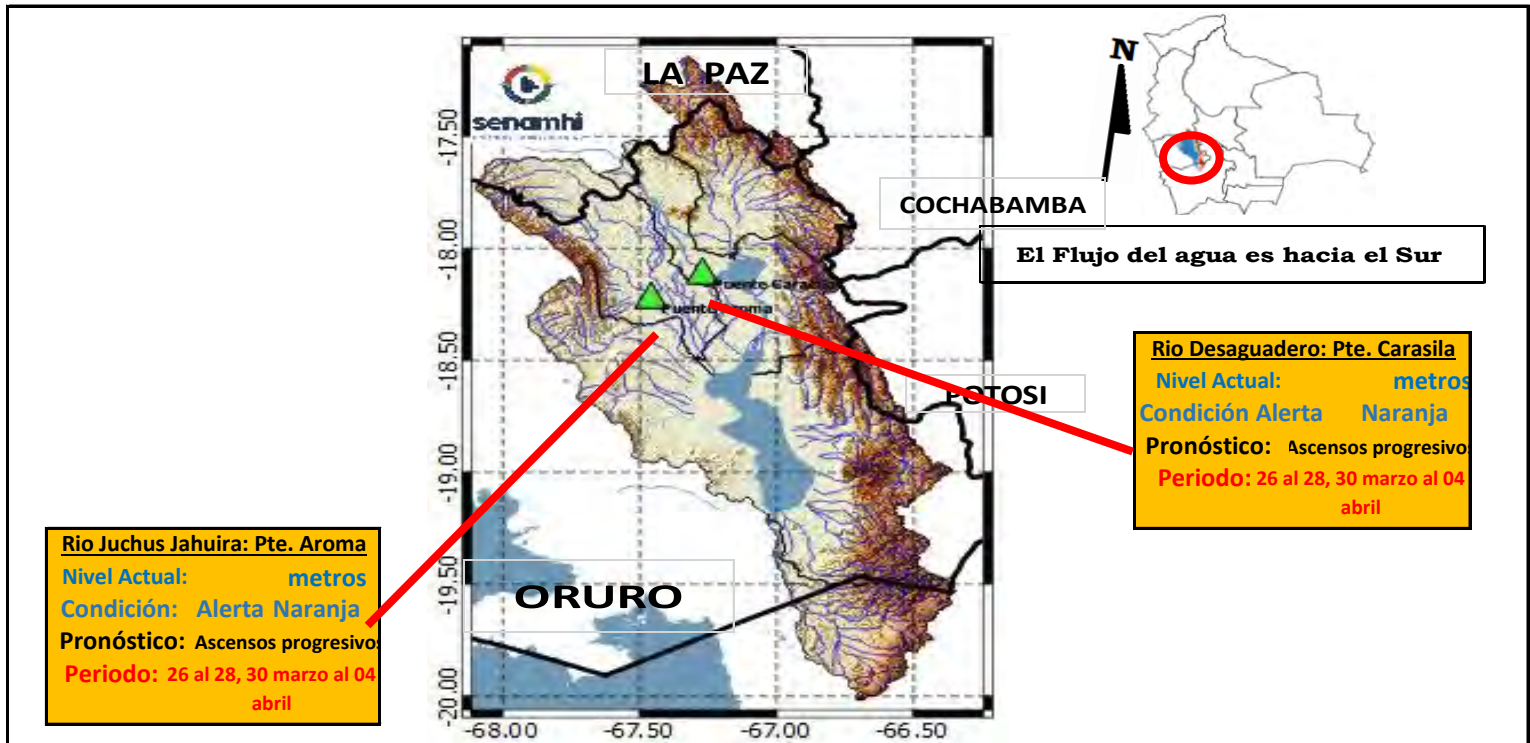 LA PAZ
senamhi
N
COCHABAMBA
El Flujo del agua es hacia el Sur
-17.50
-18.00
-18.50
-19.00
-19.50
-20.00
Puente
Puente
POTOSI
Rio Desaguadero: Pte. Carasila
Nivel Actual: metros
Condición Alerta Naranja
Pronóstico: Ascensos progresivo
Periodo: 26 al 28, 30 marzo al 04
abril
Rio Juchus Jahuira: Pte. Aroma
Nivel Actual: metros
Condición: Alerta Naranja
Pronóstico: Ascensos progresivo
Periodo: 26 al 28, 30 marzo al 04
abril
ORURO
-68.00 -67.50 -67.00 -66.50